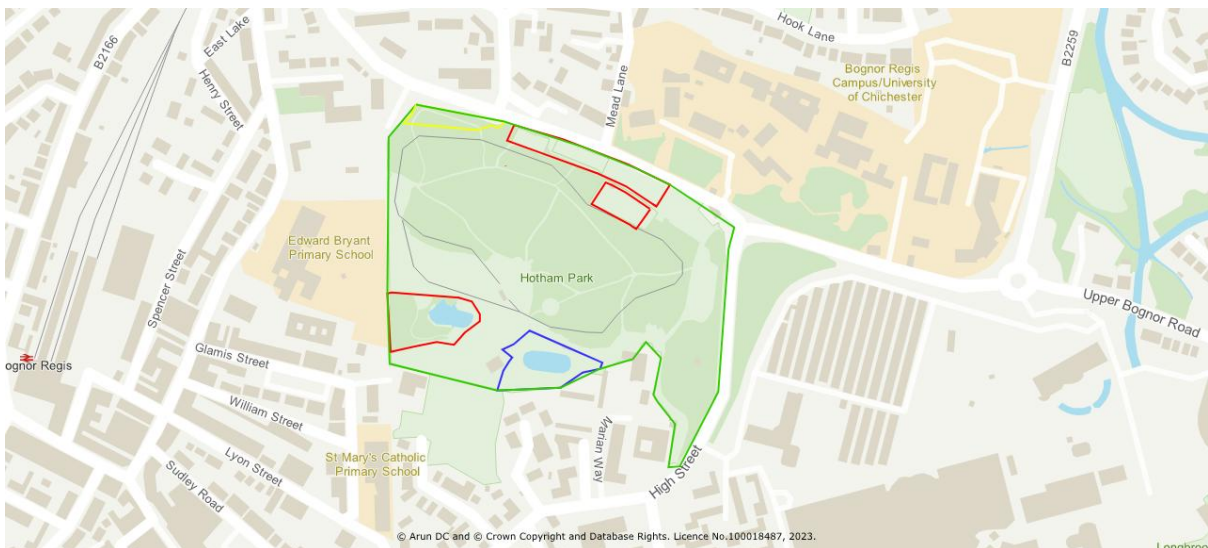 B2166
East Lake
Henry Street
Hook Lane
Mead Lane
Bognor Regis
Campus/University
of Chichester
B2259
Edward Bryant
Primary School
Hotham Park
Spencer Street
Upper Bognor Road
ognor Regis
Glamis Street
William Street
Lyon Street
Sudley Road
St Mary's Catholic
Primary School
Marian Way
High Street
© Arun DC and © Crown Copyright and Database Rights. Licence No.100018487, 2023.
Longbroo